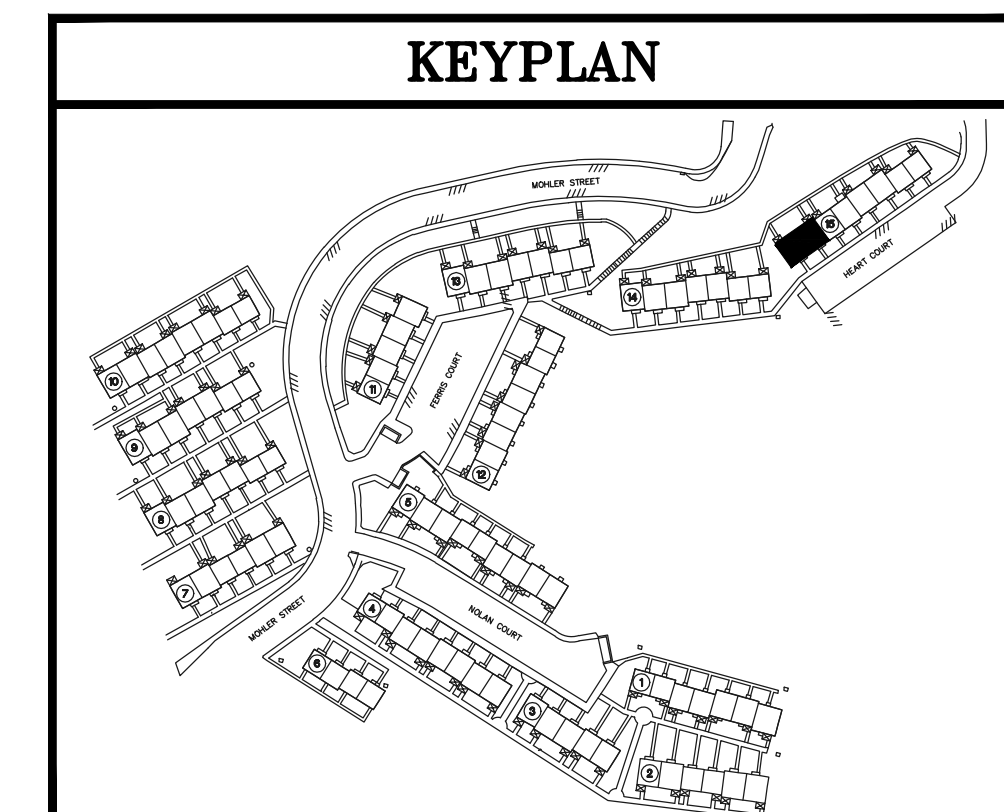 KEYPLAN
MOHLER STREET
15
HEART COURT
13
14
10
11
FERRIS COURT
9
12
5
8
7
4
NOLAN COURT
MOHLER STREET
6
1
3
2